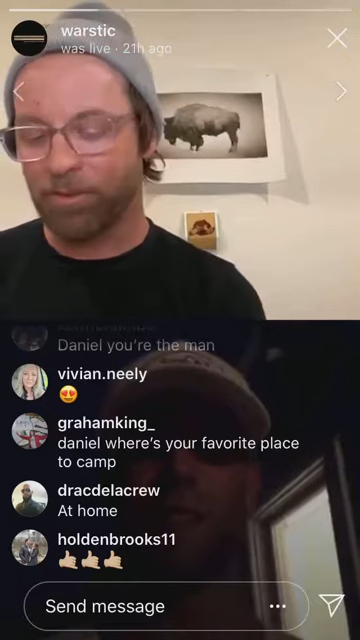 warstic
was live · 21h ago
Daniel you're the man
vivian.neely
😍
grahamking_
daniel where's your favorite place
to camp
dracdelacrew
At home
holdenbrooks11
🤙🏼🤙🏼🤙🏼
Send message